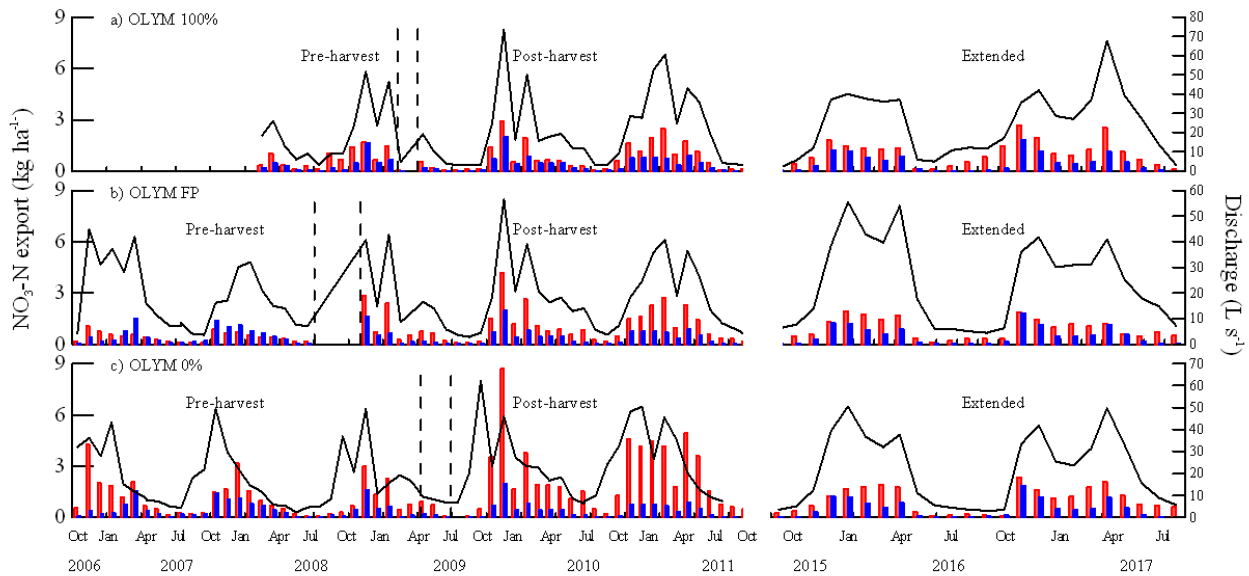 NO3-N export (kg ha-1)
Discharge (L s-1)
a) OLYM 100%
Pre-harvest
Post-harvest
Extended
9
6
3
0
80
70
60
50
40
30
20
10
0
b) OLYM FP
Pre-harvest
Post-harvest
Extended
9
6
3
0
60
50
40
30
20
10
0
c) OLYM 0%
Pre-harvest
Post-harvest
Extended
9
6
3
0
70
60
50
40
30
20
10
0
Oct Jan Apr Jul Oct Jan Apr Jul Oct Jan Apr Jul Oct Jan Apr Jul Oct Jan Apr Jul Oct Oct Jan Apr Jul Oct Jan Apr Jul
2006 2007 2008 2009 2010 2011 2015 2016 2017